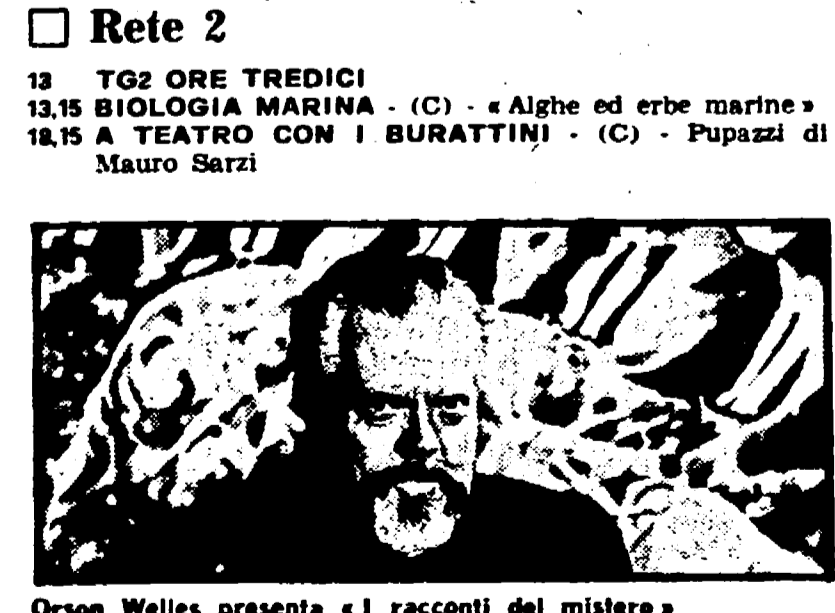 Rete 2
13 TG2 ORE TREDICI
13,15 BIOLOGIA MARINA - (C) - « Alghe ed erbe marine »
18,15 A TEATRO CON I BURATTINI - (C) - Pupazzi di
Mauro Sarzi
Orson Welles presenta « I racconti del mistero »